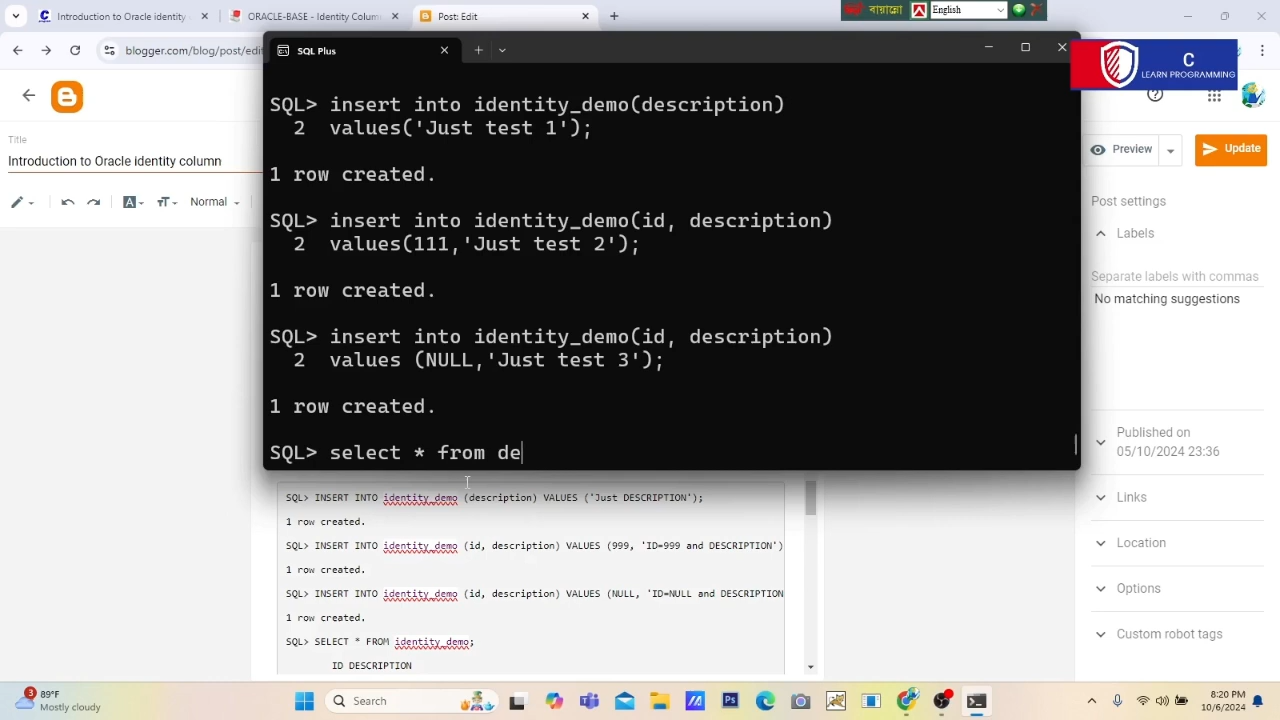 Introduction to Oracle identity column
ORACLE-BASE - Identity Colum
Post Edit
বায়ান্নো
English
blogger.com/blog/post/edit
SQL Plus
C
LEARN PROGRAMMING
Title
Introduction to Oracle identity column
Preview
Update
Normal
SQL> insert into identity_demo(description)
2 values('Just test 1');
1 row created.
SQL> insert into identity_demo(id, description)
2 values(111,'Just test 2');
1 row created.
SQL> insert into identity_demo(id, description)
2 values (NULL,'Just test 3');
1 row created.
SQL> select * from de
SQL> INSERT INTO identity_demo (description) VALUES ('Just DESCRIPTION');
1 row created.
SQL> INSERT INTO identity_demo (id, description) VALUES (999, 'ID=999 and DESCRIPTION')
1 row created.
SQL> INSERT INTO identity_demo (id, description) VALUES (NULL, 'ID=NULL and DESCRIPTION
1 row created.
SQL> SELECT * FROM identity_demo;
ID DESCRIPTION
Post settings
Labels
Separate labels with commas
No matching suggestions
Published on
05/10/2024 23:36
Links
Location
Options
Custom robot tags
3
89°F
Mostly cloudy
Search
8:20 PM
10/6/2024